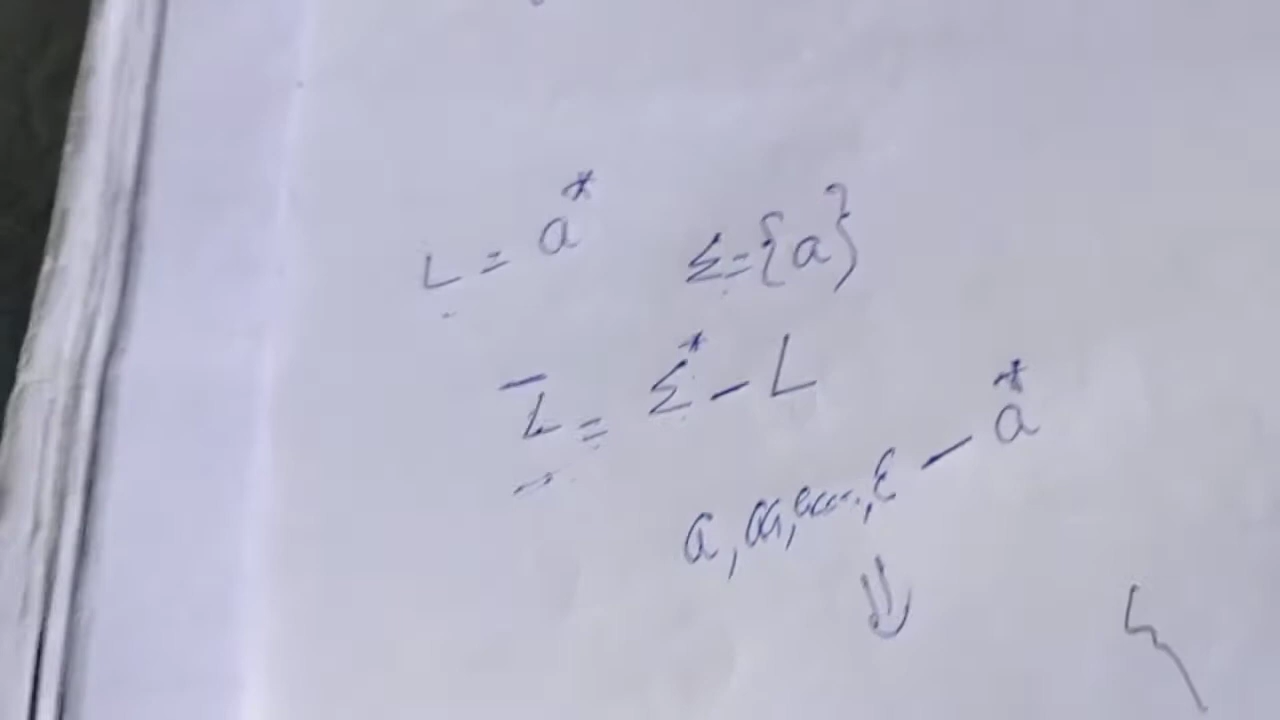 L = a* Σ={a}
L̅ = Σ* - L
a, aa, aaa..., ε - a*
⇓